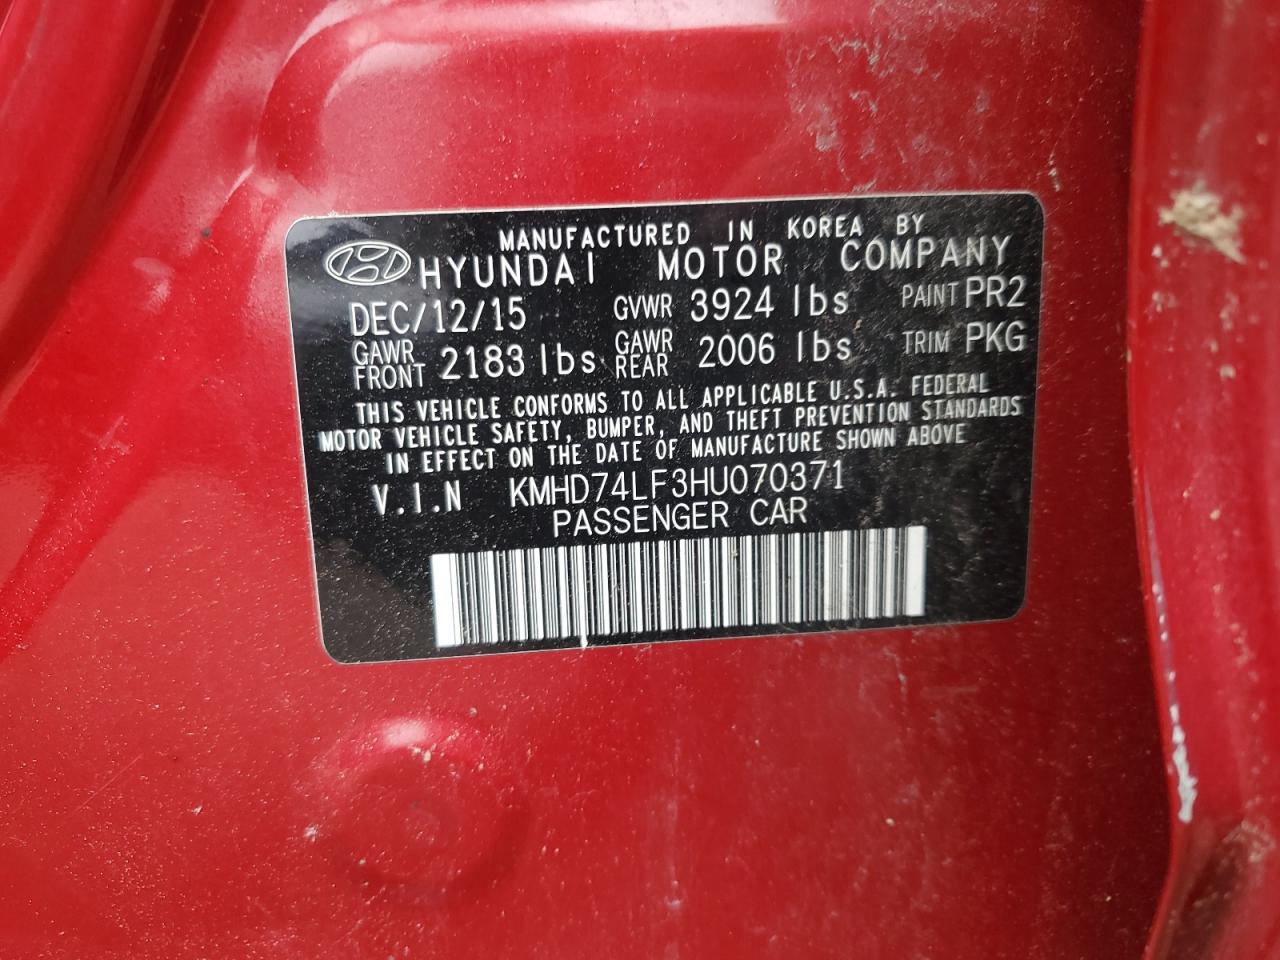 MANUFACTURED IN KOREA BY
HYUNDAI MOTOR COMPANY
DEC/12/15 GVWR 3924 lbs PAINT PR2
GAWR FRONT 2183 lbs GAWR REAR 2006 lbs TRIM PKG
THIS VEHICLE CONFORMS TO ALL APPLICABLE U.S.A. FEDERAL
MOTOR VEHICLE SAFETY, BUMPER, AND THEFT PREVENTION STANDARDS
IN EFFECT ON THE DATE OF MANUFACTURE SHOWN ABOVE
V.I.N KMHD74LF3HU070371
PASSENGER CAR